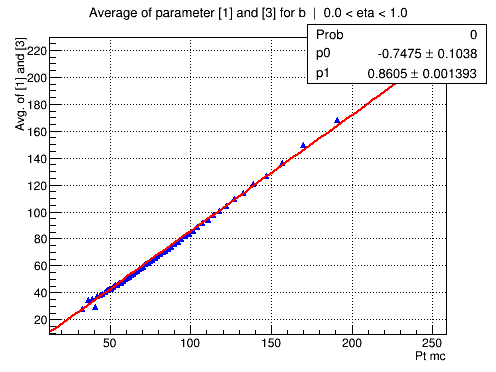 Average of parameter [1] and [3] for b | 0.0 < eta < 1.0
Prob 0
p0 -0.7475 ± 0.1038
p1 0.8605 ± 0.001393
Avg. of [1] and [3]
220
200
180
160
140
120
100
80
60
40
20
50 100 150 200 250
Pt mc